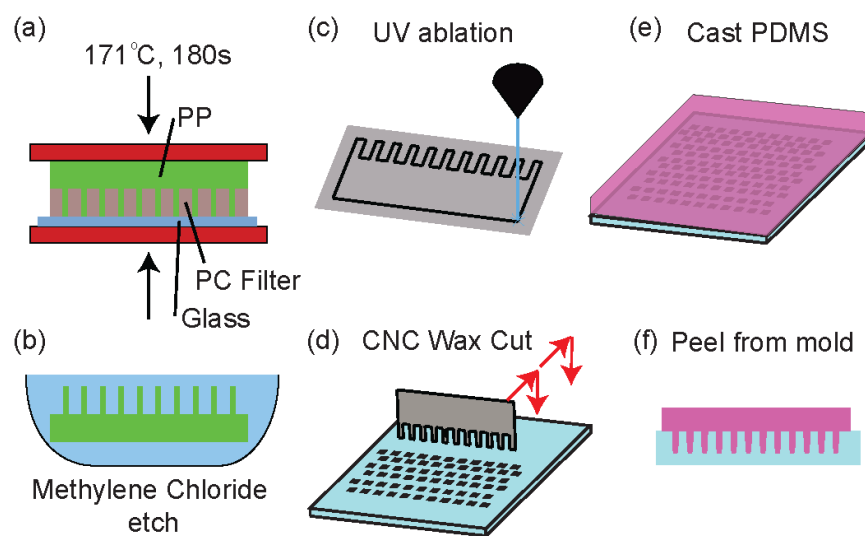 (a)
171°C, 180s
PP
PC Filter
Glass
(b)
Methylene Chloride
etch
(c) UV ablation
(d) CNC Wax Cut
(e) Cast PDMS
(f) Peel from mold